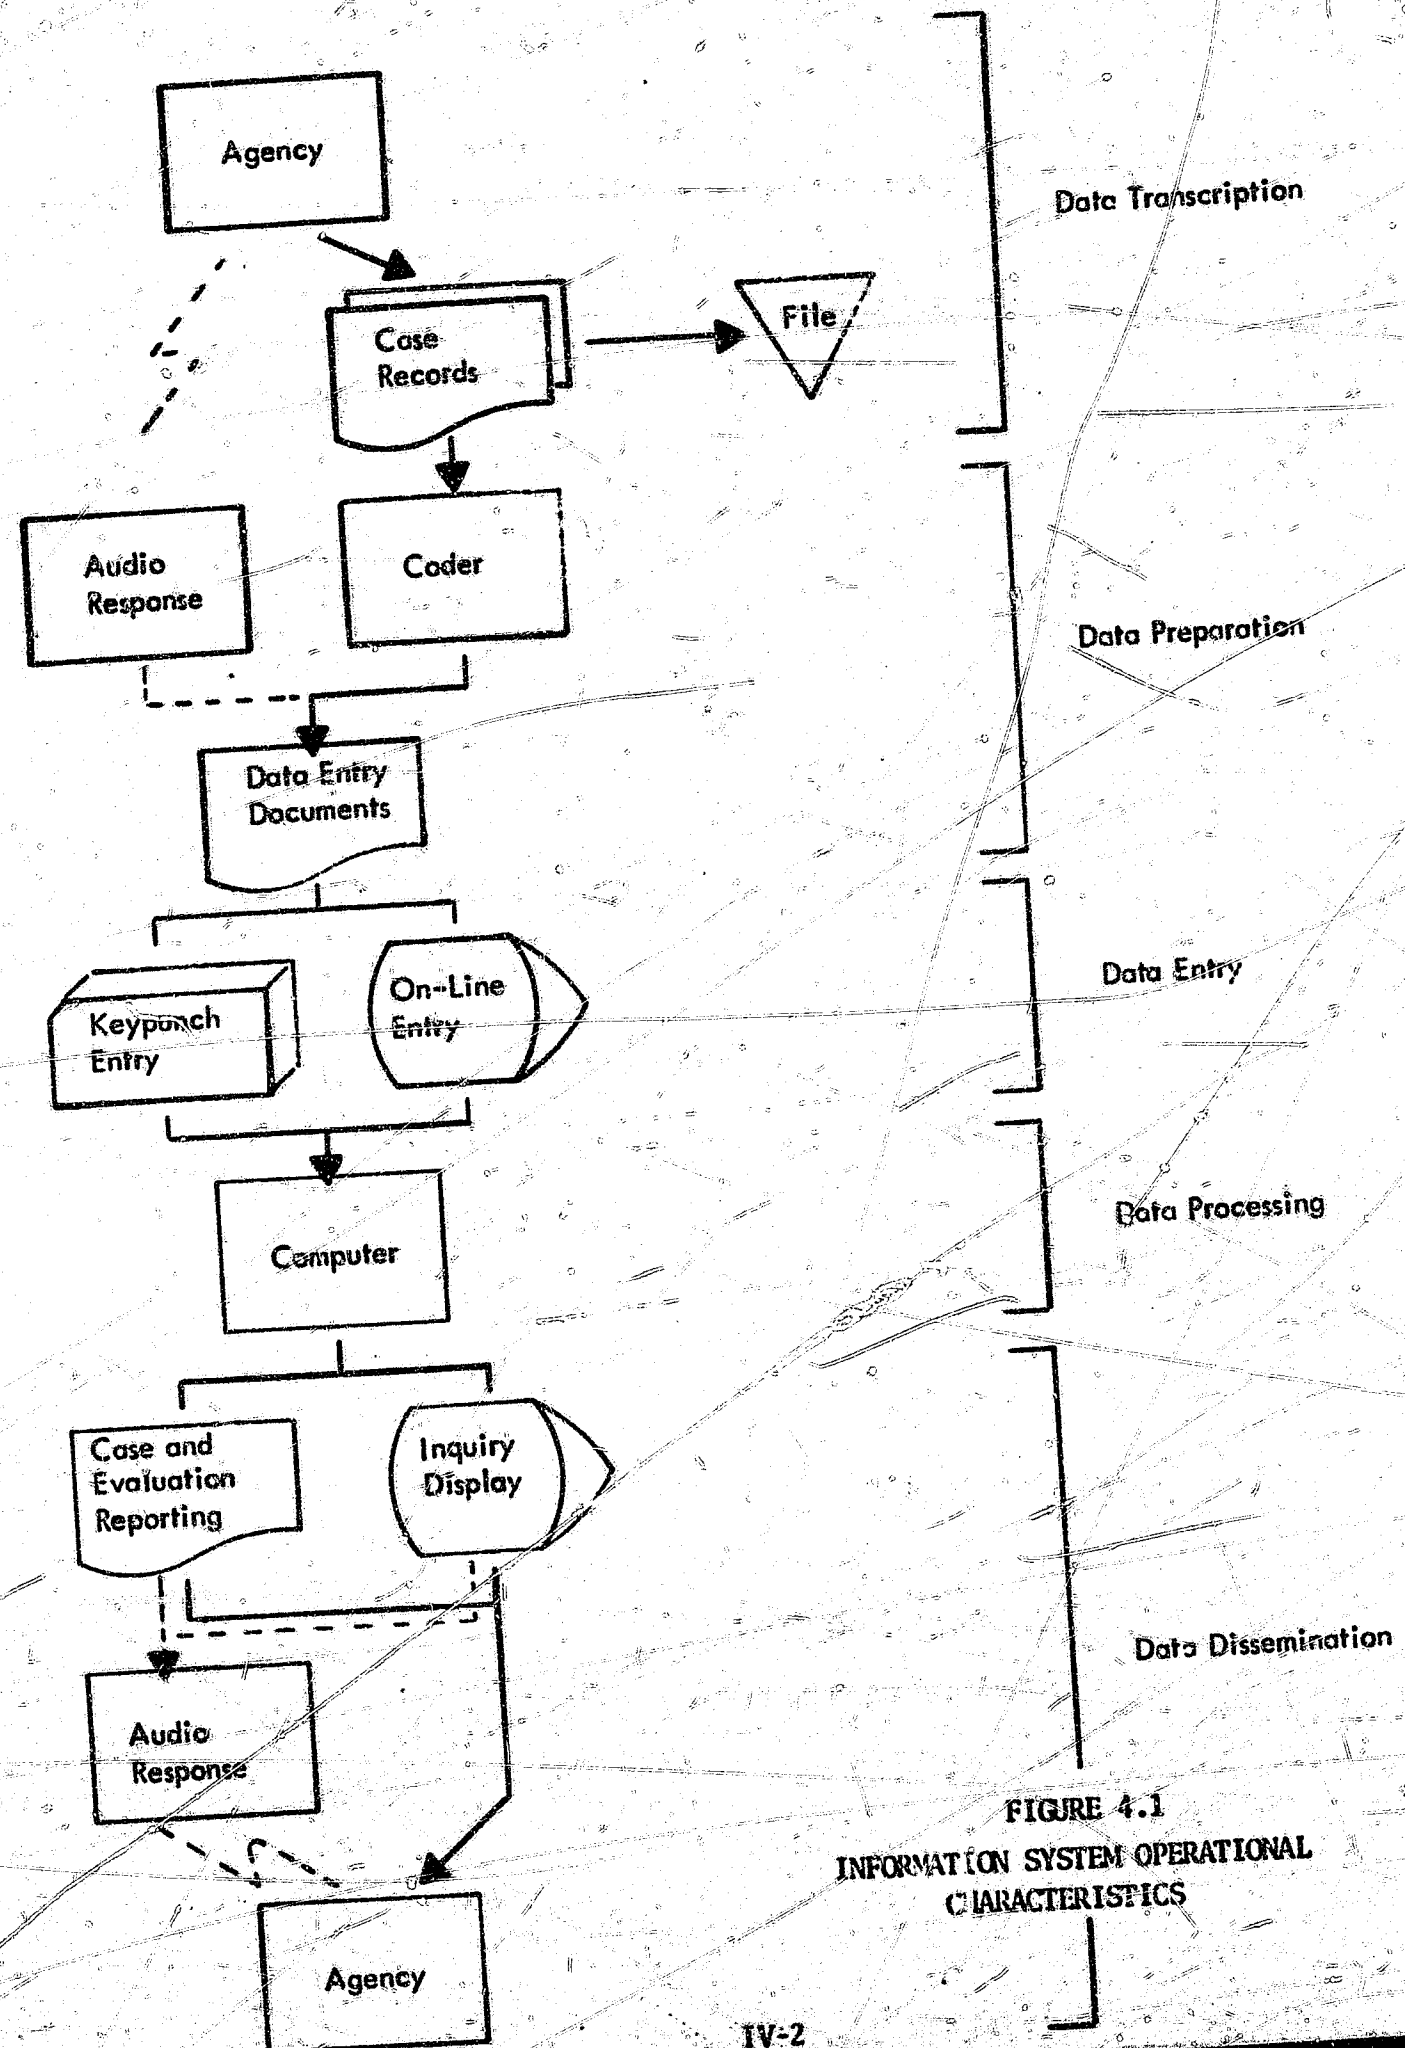 Agency
Data Transcription
File
Case
Records
Audio
Response
Coder
Data Preparation
Data Entry
Documents
On-Line
Entry
Data Entry
Keypunch
Entry
Data Processing
Computer
Case and
Evaluation
Reporting
Inquiry
Display
Data Dissemination
Audio
Response
FIGURE 4.1
INFORMATION SYSTEM OPERATIONAL
CHARACTERISTICS
Agency
IV-2